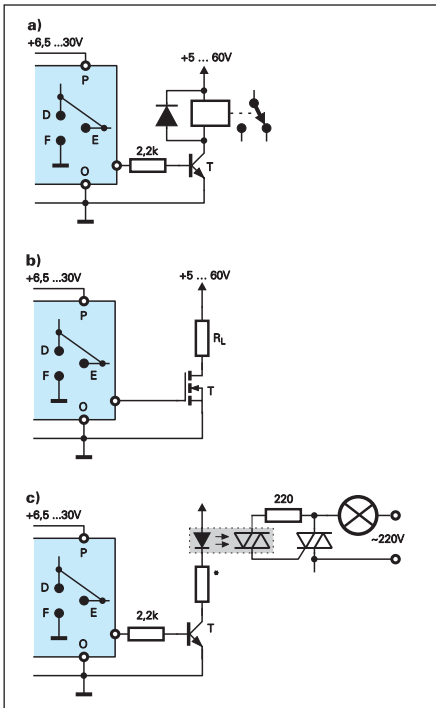 a)
+6,5 ...30V
P
+5 ... 60V
D
F
E
O
2,2k
T
b)
+6,5 ...30V
P
+5 ... 60V
D
F
E
O
RL
T
c)
+6,5 ...30V
P
220
~220V
D
F
E
O
*
2,2k
T